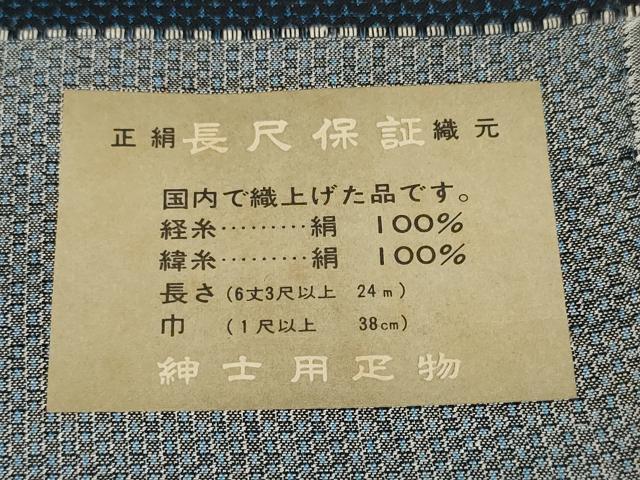 正絹 長尺保証 織元
国内で織上げた品です。
経糸………絹 100%
緯糸………絹 100%
長さ(6丈3尺以上 24m)
巾 (1尺以上 38cm)
紳士用疋物